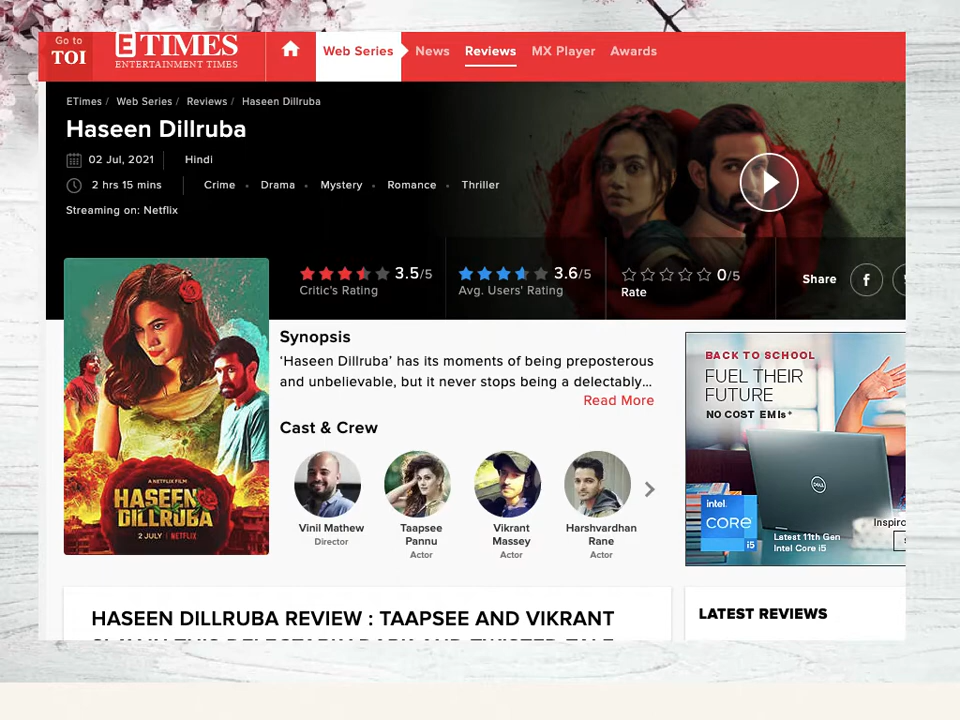 Go to
TOI
ETIMES
ENTERTAINMENT TIMES
Web Series
News
Reviews
MX Player
Awards
ETimes / Web Series / Reviews / Haseen Dillruba
Haseen Dillruba
02 Jul, 2021
Hindi
2 hrs 15 mins
Crime • Drama • Mystery • Romance • Thriller
Streaming on: Netflix
3.5/5
Critic's Rating
3.6/5
Avg. Users' Rating
0/5
Rate
Share
f
A NETFLIX FILM
HASEEN
DILLRUBA
2 JULY | NETFLIX
Synopsis
‘Haseen Dillruba’ has its moments of being preposterous
and unbelievable, but it never stops being a delectably...
Read More
Cast & Crew
Vinil Mathew
Director
Taapsee
Pannu
Actor
Vikrant
Massey
Actor
Harshvardhan
Rane
Actor
BACK TO SCHOOL
FUEL THEIR
FUTURE
NO COST EMIs*
DELL
intel.
CORE
i5
Latest 11th Gen
Intel Core i5
Inspiro
HASEEN DILLRUBA REVIEW : TAAPSEE AND VIKRANT
LATEST REVIEWS